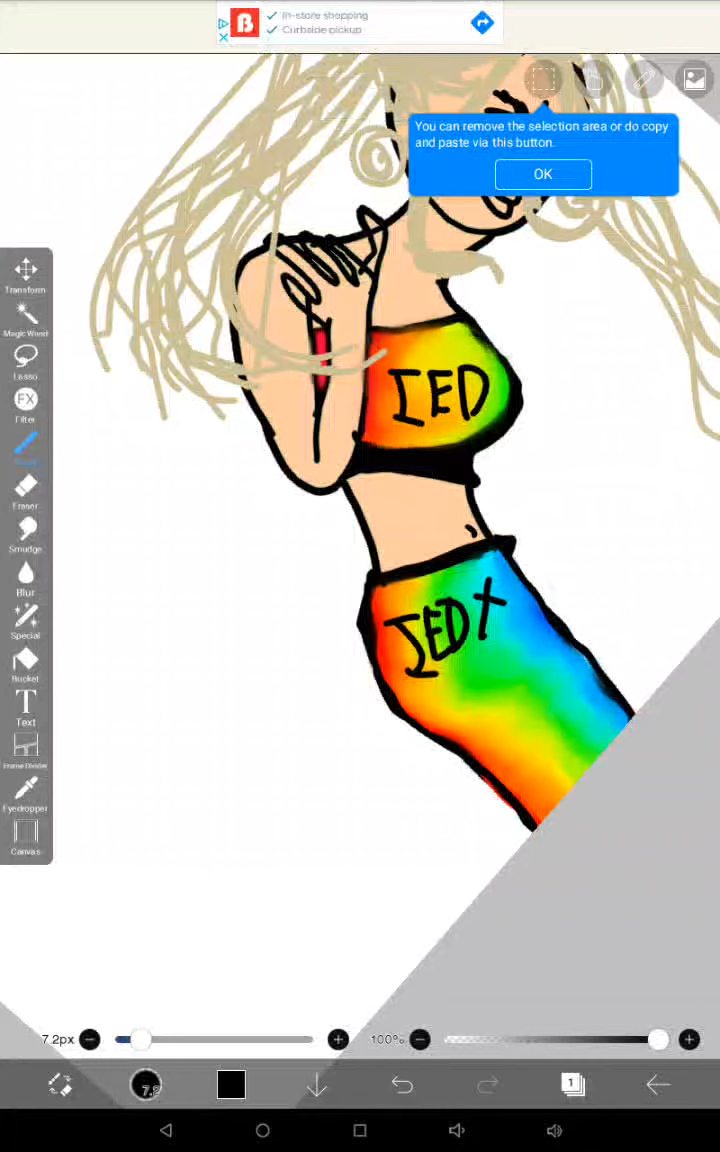 B
In-store shopping
Curbside pickup
You can remove the selection area or do copy
and paste via this button.
OK
Transform
Magic Wand
Lasso
FX
Filter
IED
Eraser
Smudge
Blur
IED+
Special
Bucket
T
Text
Frame Divider
Eyedropper
Canvas
7.2px
100%
1